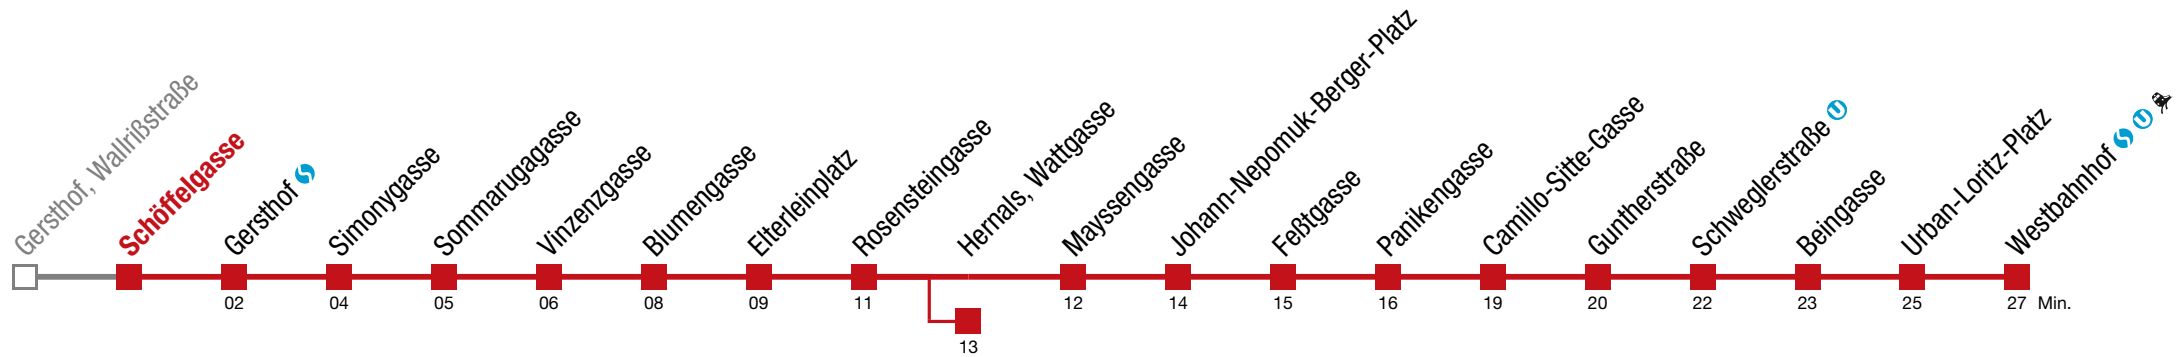 Gersthof, Wallrißstraße
Schöffelgasse
Gersthof S
Simonygasse
Sommarugagasse
Vinzenzgasse
Blumengasse
Elterleinplatz
Rosensteingasse
Hernals, Wattgasse
Mayssengasse
Johann-Nepomuk-Berger-Platz
Feßtgasse
Panikengasse
Camillo-Sitte-Gasse
Guntherstraße
Schweglerstraße U
Beingasse
Urban-Loritz-Platz
Westbahnhof S U
02 04 05 06 08 09 11 12 14 15 16 19 20 22 23 25 27 Min.
13